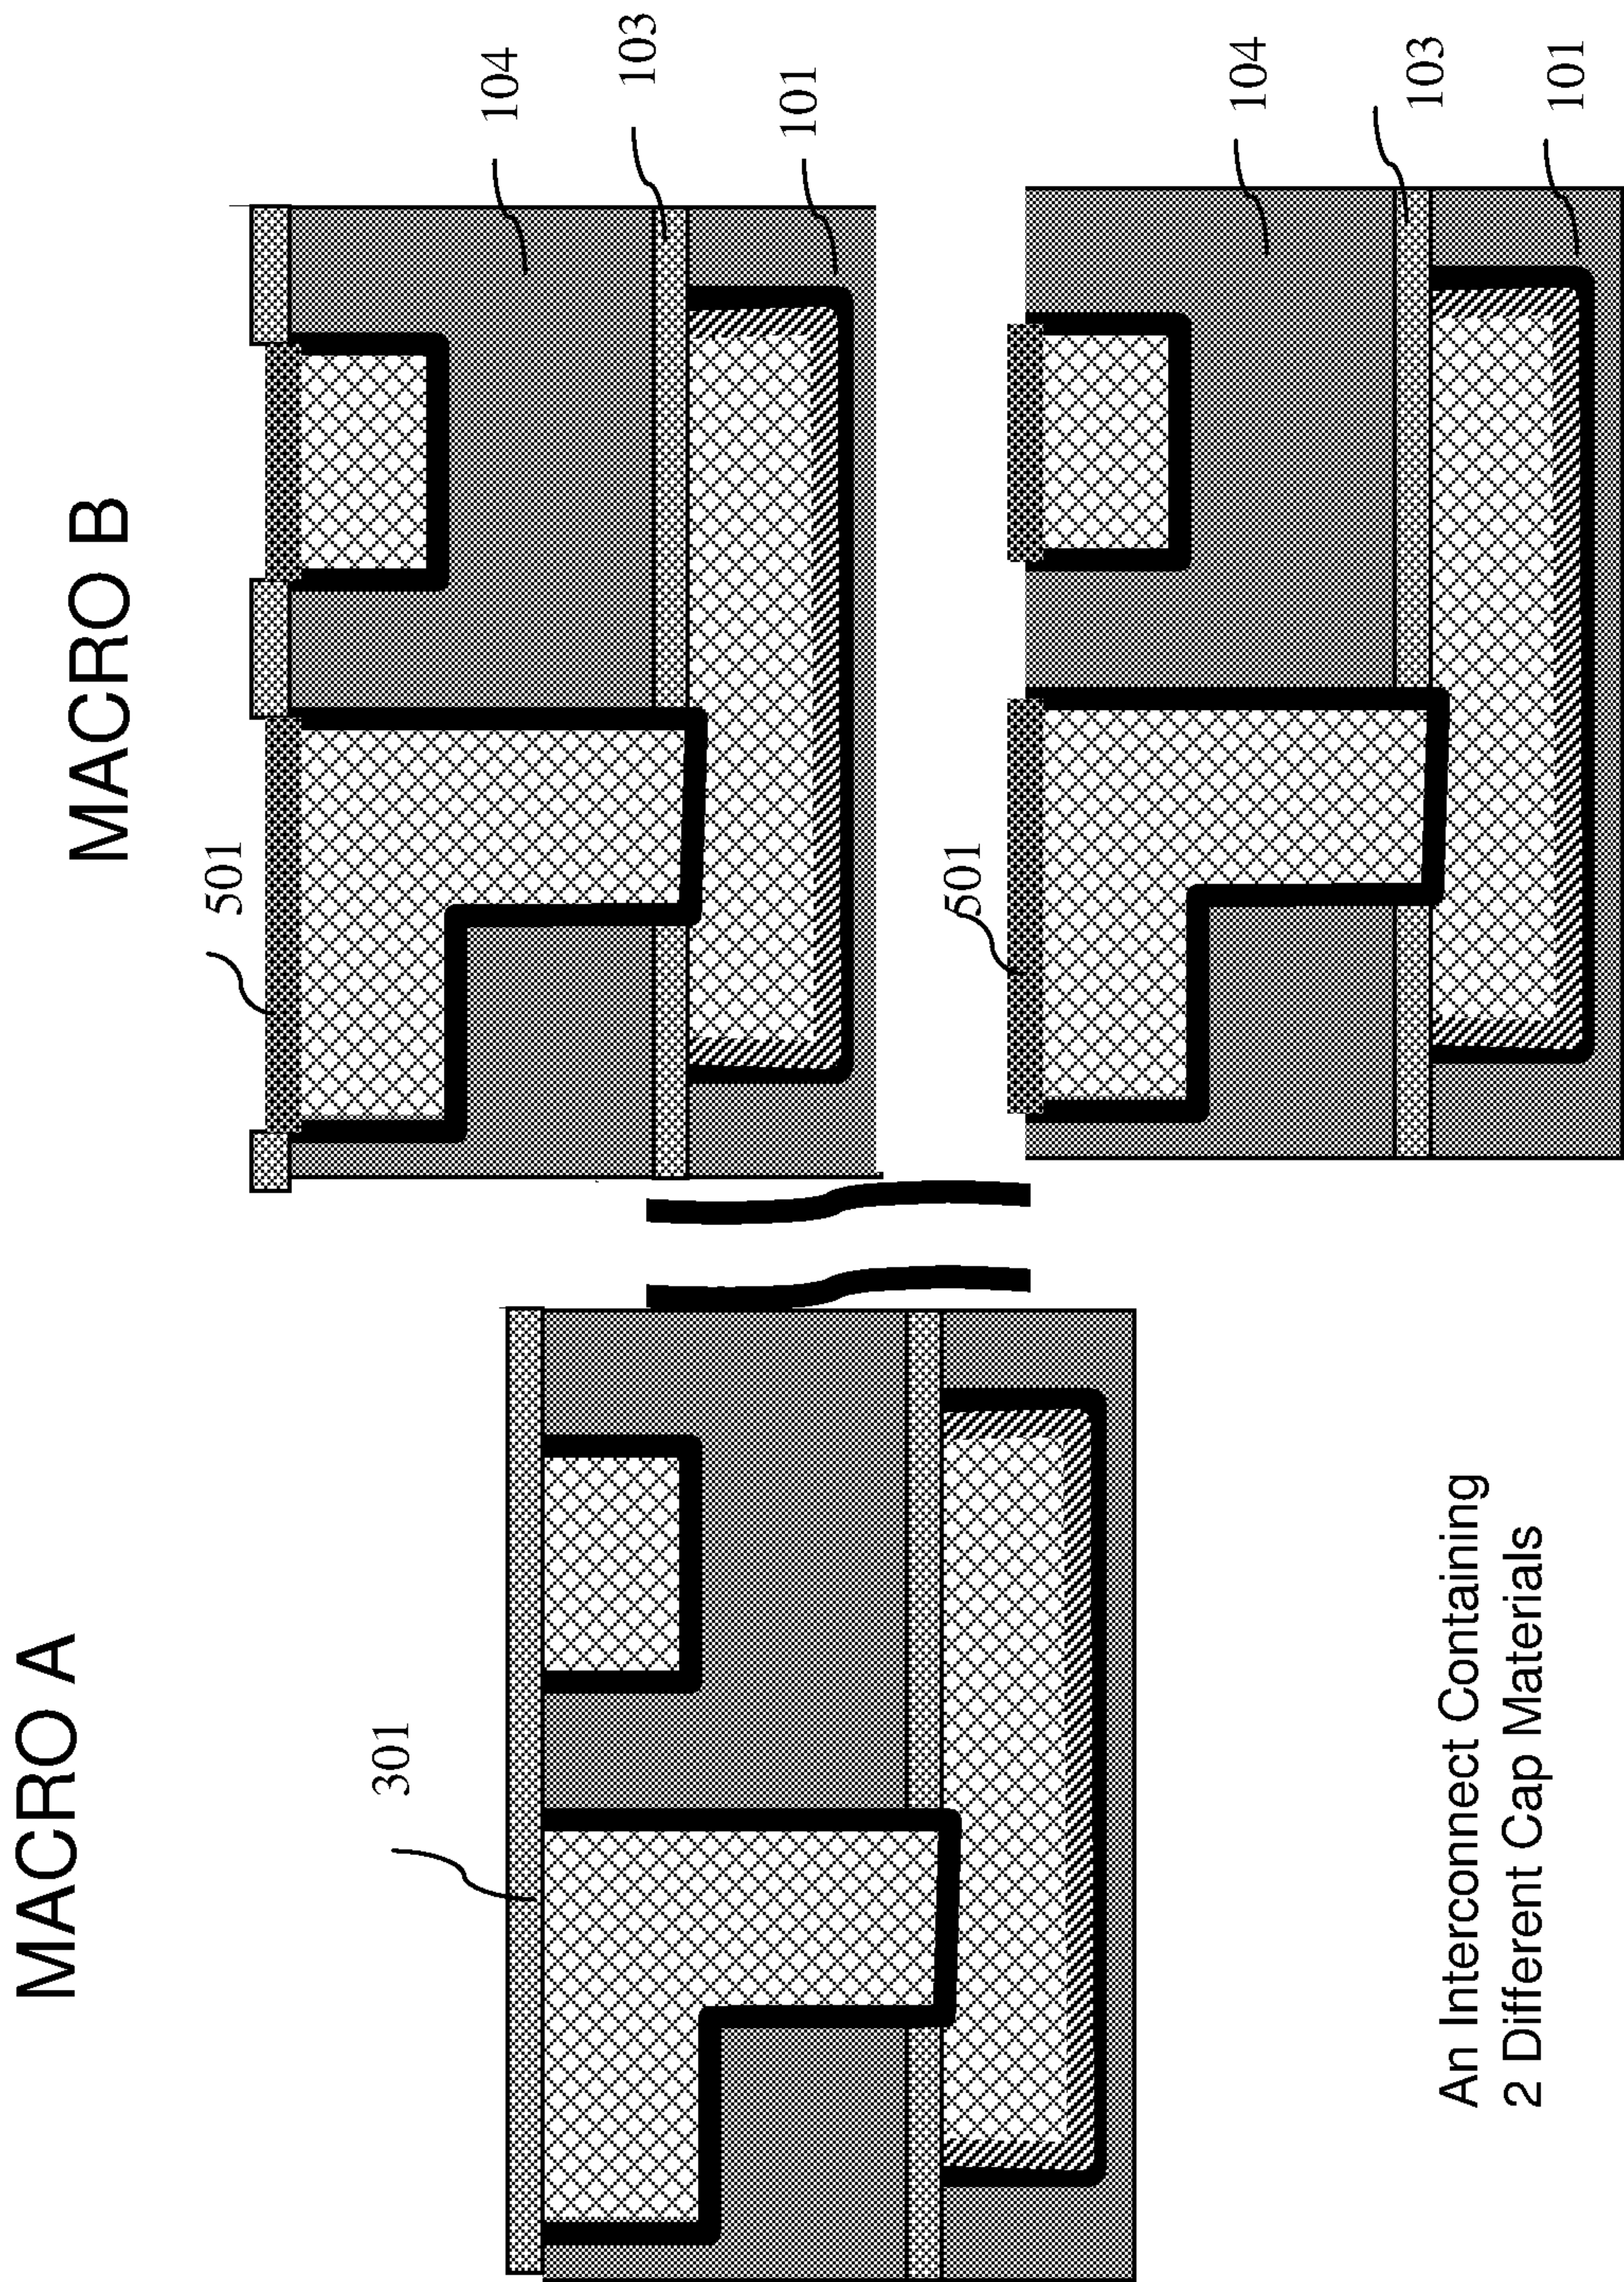 MACRO A
MACRO B
301
501
104
103
101
501
104
103
101
An Interconnect Containing
2 Different Cap Materials